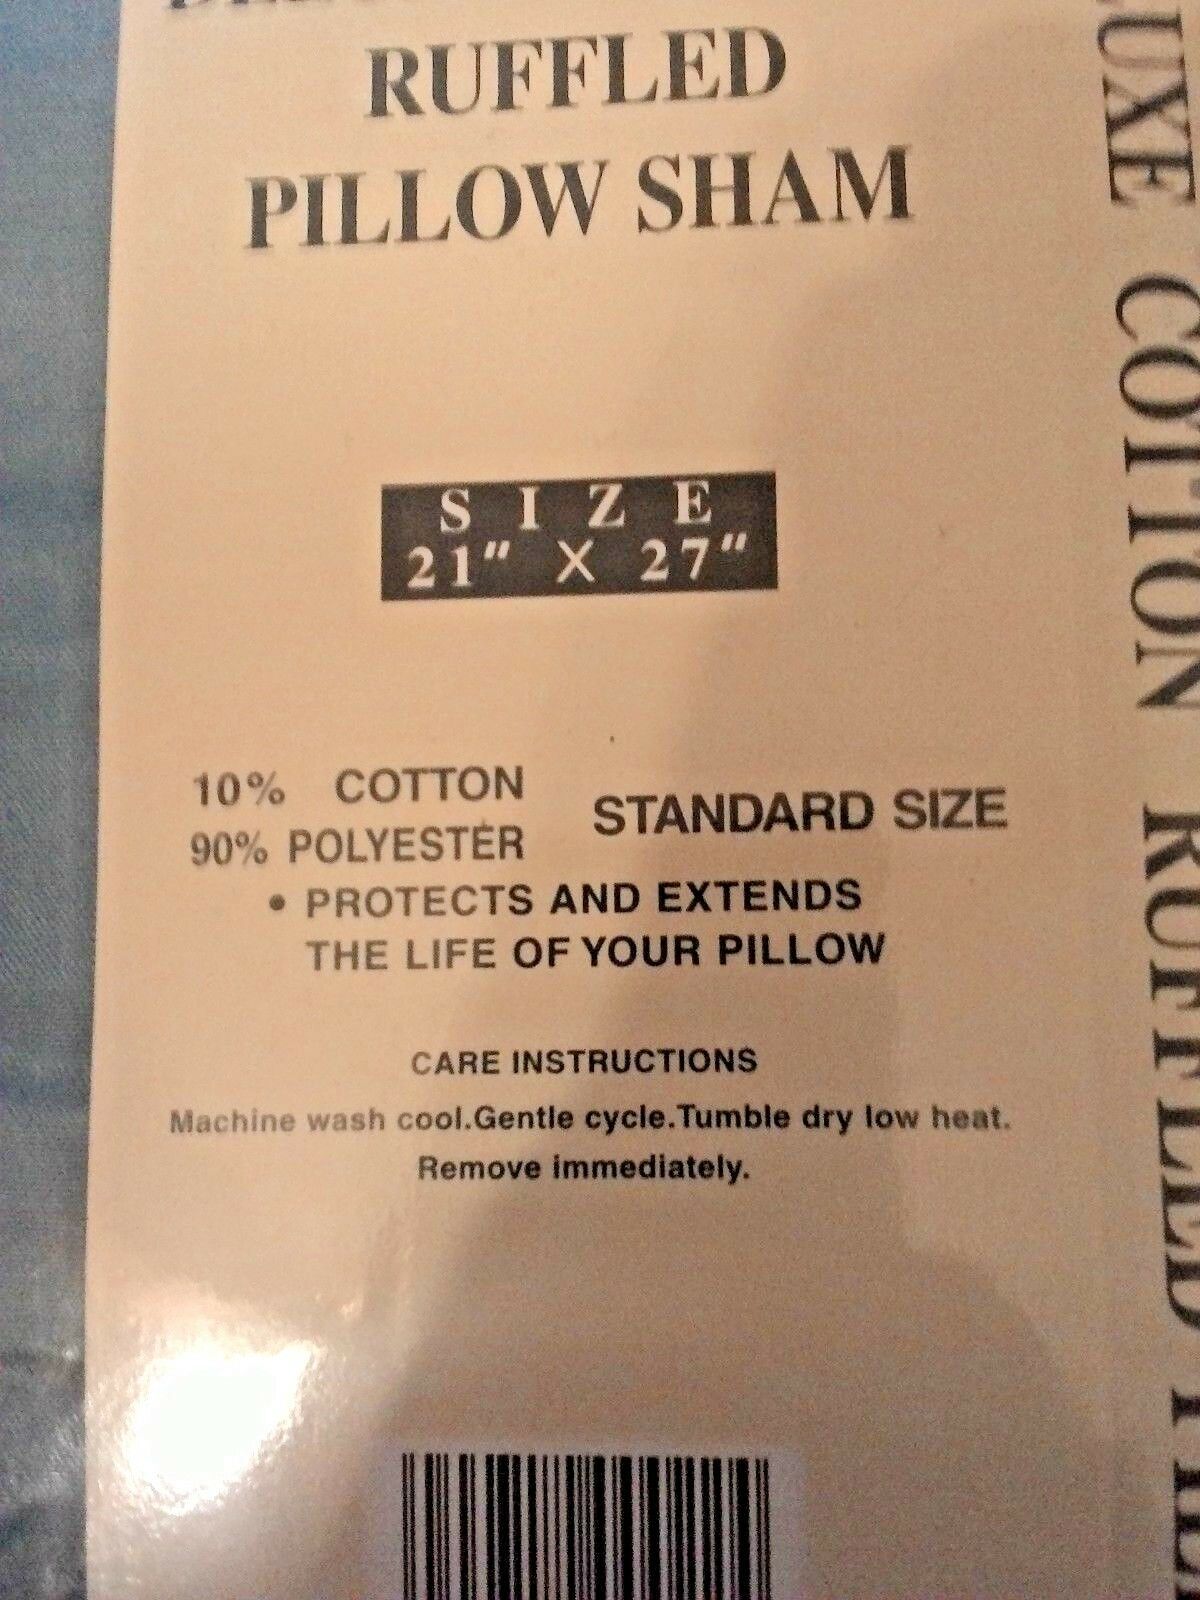 RUFFLED
PILLOW SHAM
SIZE
21" X 27"
10% COTTON
90% POLYESTER
STANDARD SIZE
• PROTECTS AND EXTENDS
THE LIFE OF YOUR PILLOW
CARE INSTRUCTIONS
Machine wash cool.Gentle cycle.Tumble dry low heat.
Remove immediately.
UXE COTTON RUFFLED